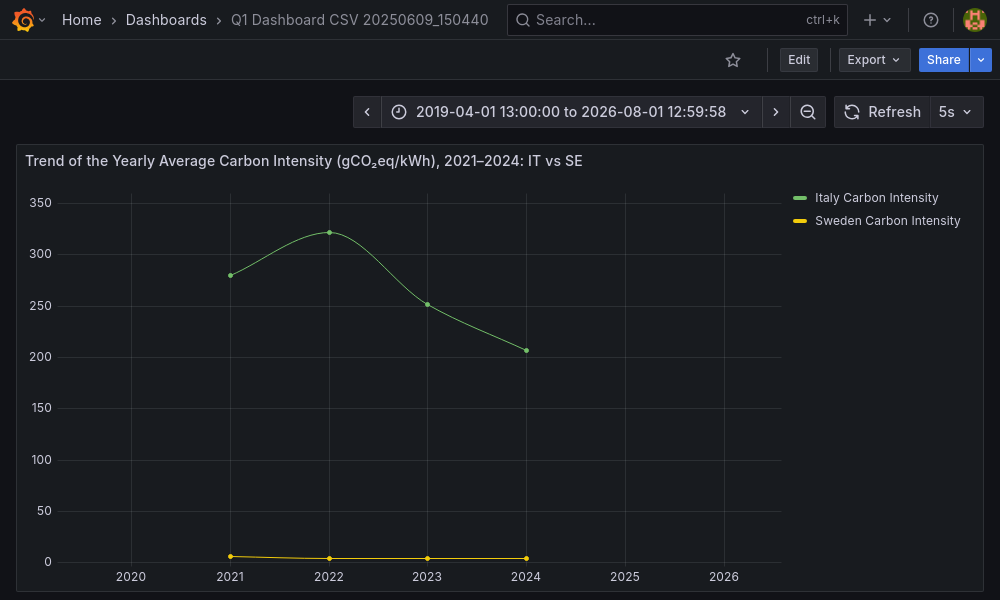 Home › Dashboards › Q1 Dashboard CSV 20250609_150440
Search...
ctrl+k
Edit
Export
Share
2019-04-01 13:00:00 to 2026-08-01 12:59:58
Refresh
5s
Trend of the Yearly Average Carbon Intensity (gCO₂eq/kWh), 2021–2024: IT vs SE
350
300
250
200
150
100
50
0
2020
2021
2022
2023
2024
2025
2026
Italy Carbon Intensity
Sweden Carbon Intensity